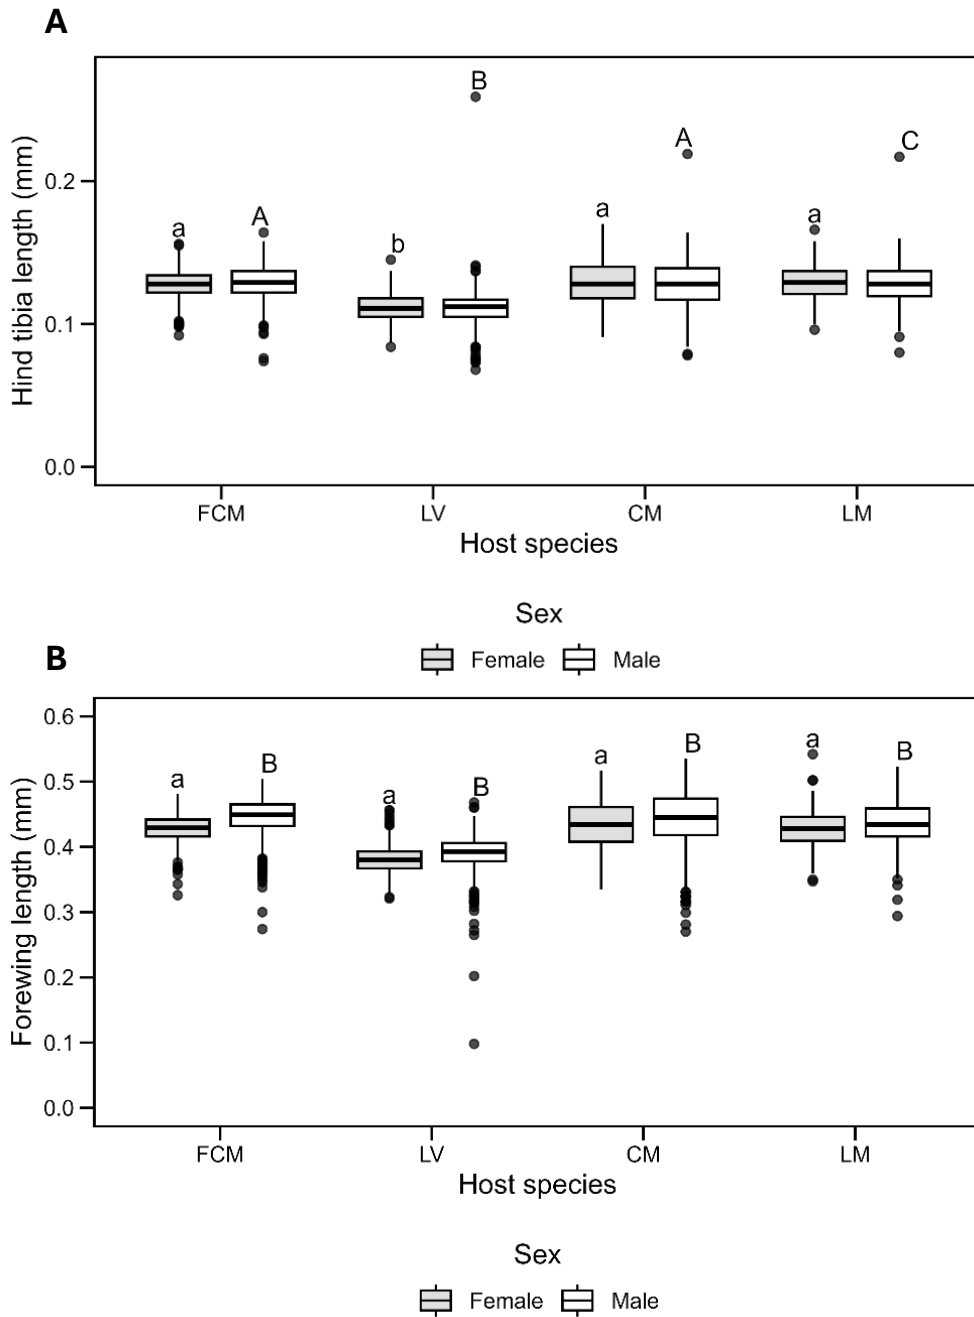 A
Hind tibia length (mm)
0.2
0.1
0.0
a A b B a A a C
FCM LV CM LM
Host species
Sex
Female Male
B
Forewing length (mm)
0.6
0.5
0.4
0.3
0.2
0.1
0.0
a B a B a B a B
FCM LV CM LM
Host species
Sex
Female Male